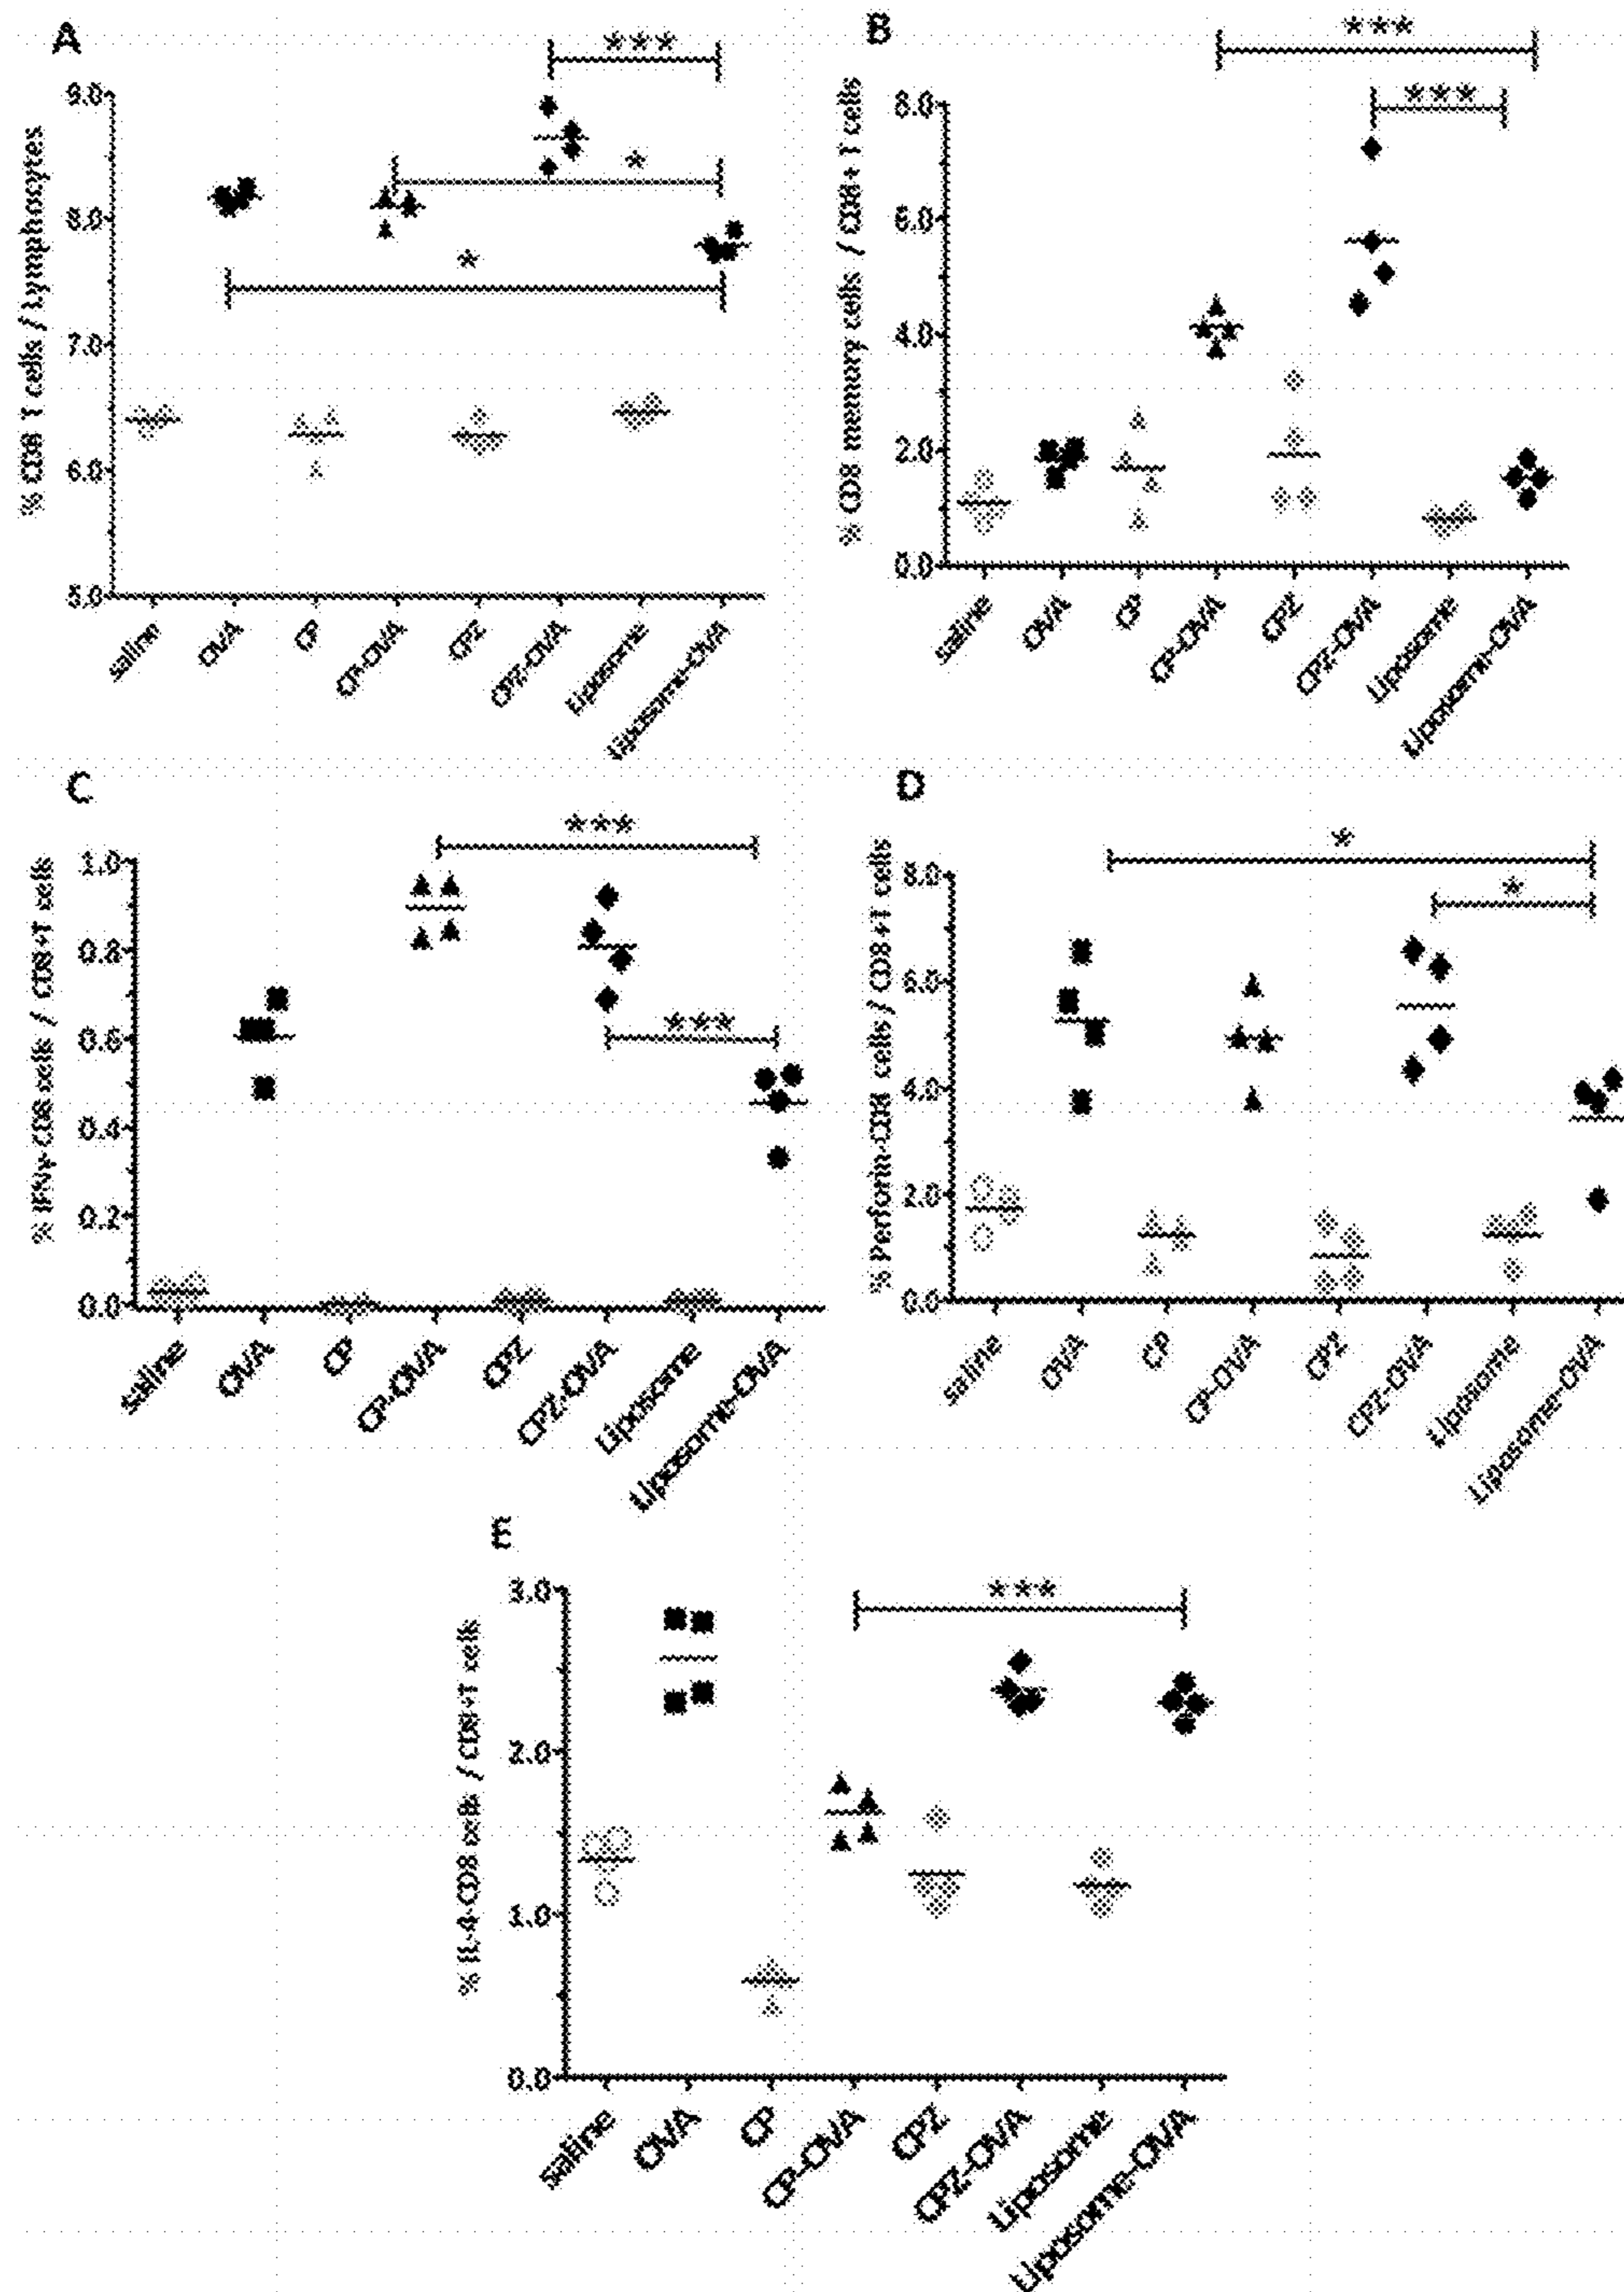 A
***
9.0
*
8.0
*
7.0
6.0
5.0
% CD8 T cells / Lymphocytes
saline
OVA
CP
CP-OVA
CPZ
CPZ-OVA
Liposome
Liposome-OVA
B
***
***
8.0
6.0
4.0
2.0
0.0
% CD8 memory cells / CD8+ T cells
saline
OVA
CP
CP-OVA
CPZ
CPZ-OVA
Liposome
Liposomn-OVA
C
***
1.0
0.8
***
0.6
0.4
0.2
0.0
% IFNγ-CD8 cells / CD8+T cells
saline
OVA
CP
CP-OVA
CPZ
CPZ-OVA
Liposome
Liposome-OVA
D
*
*
8.0
6.0
4.0
2.0
0.0
% Perforin-CD8 cells / CD8+T cells
saline
OVA
CP
CP-OVA
CPZ
CPZ-OVA
Liposome
Liposome-OVA
E
***
3.0
2.0
1.0
0.0
% IL-4-CD8 cells / CD8+T cells
saline
OVA
CP
CP-OVA
CPZ
CPZ-OVA
Liposome
Liposome-OVA